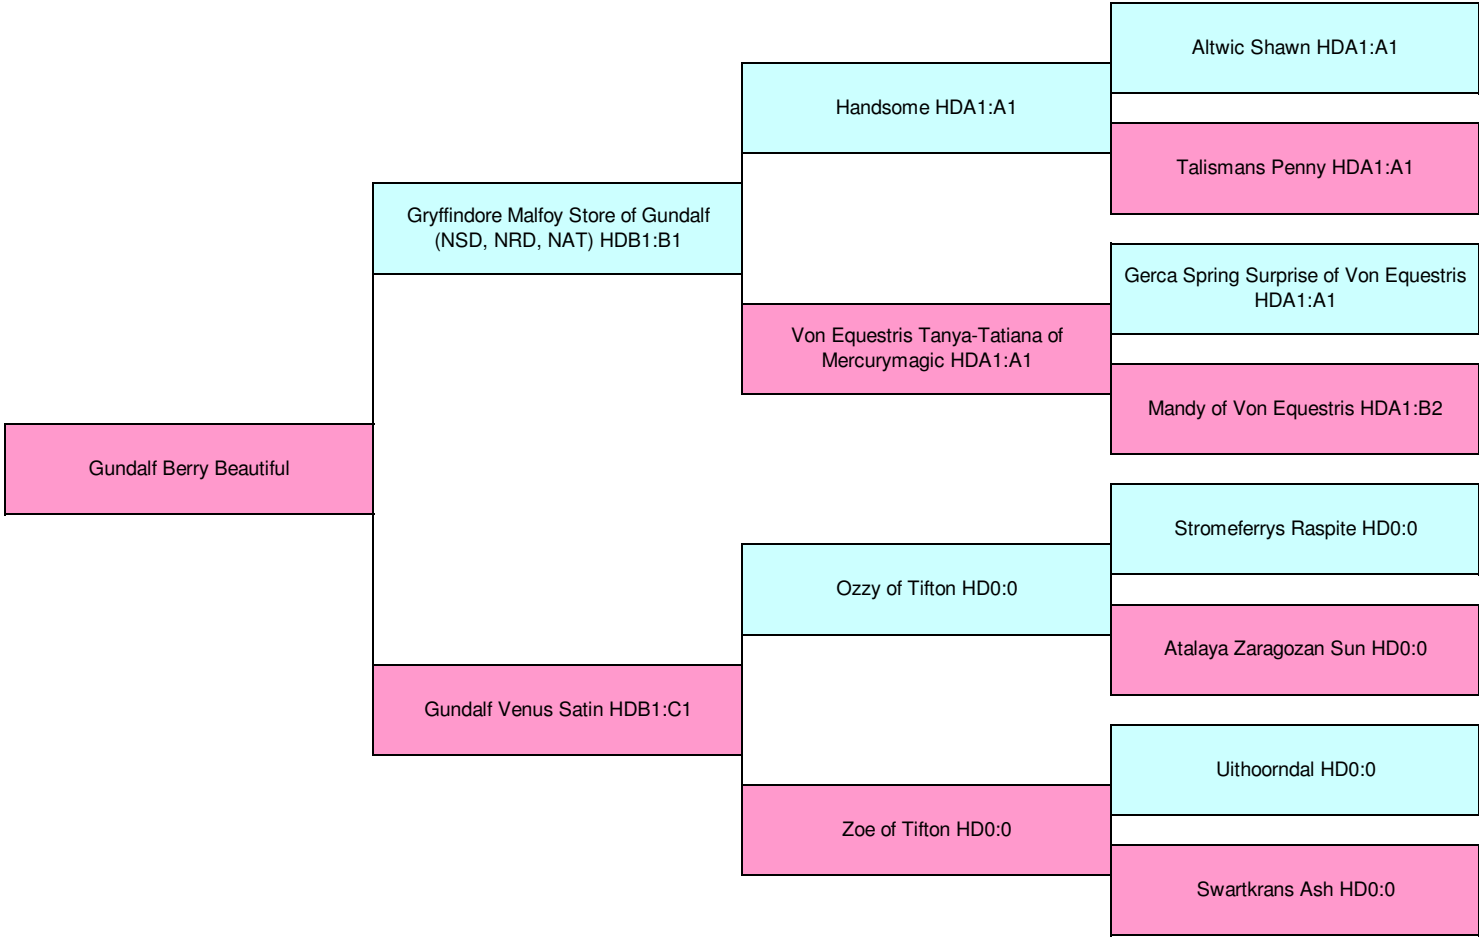 Altwic Shawn HDA1:A1
Handsome HDA1:A1
Talismans Penny HDA1:A1
Gryffindore Malfoy Store of Gundalf
(NSD, NRD, NAT) HDB1:B1
Gerca Spring Surprise of Von Equestris
HDA1:A1
Von Equestris Tanya-Tatiana of
Mercurymagic HDA1:A1
Mandy of Von Equestris HDA1:B2
Gundalf Berry Beautiful
Stromeferrys Raspite HD0:0
Ozzy of Tifton HD0:0
Atalaya Zaragozan Sun HD0:0
Gundalf Venus Satin HDB1:C1
Uithoorndal HD0:0
Zoe of Tifton HD0:0
Swartkrans Ash HD0:0